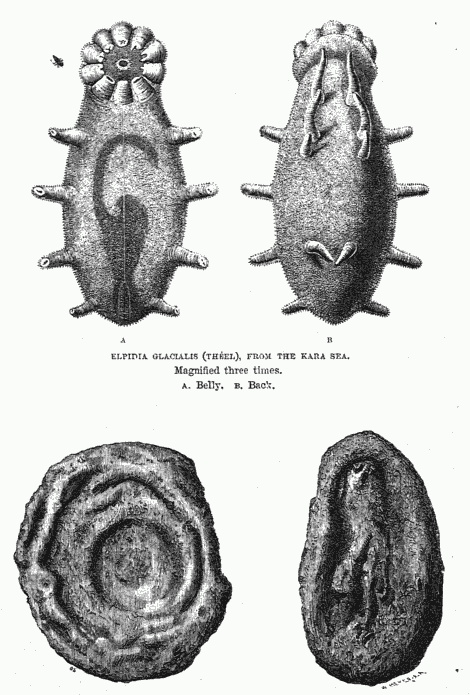 A B
ELPIDIA GLACIALIS (THÉEL), FROM THE KARA SEA.
Magnified three times.
A. Belly. B. Back.